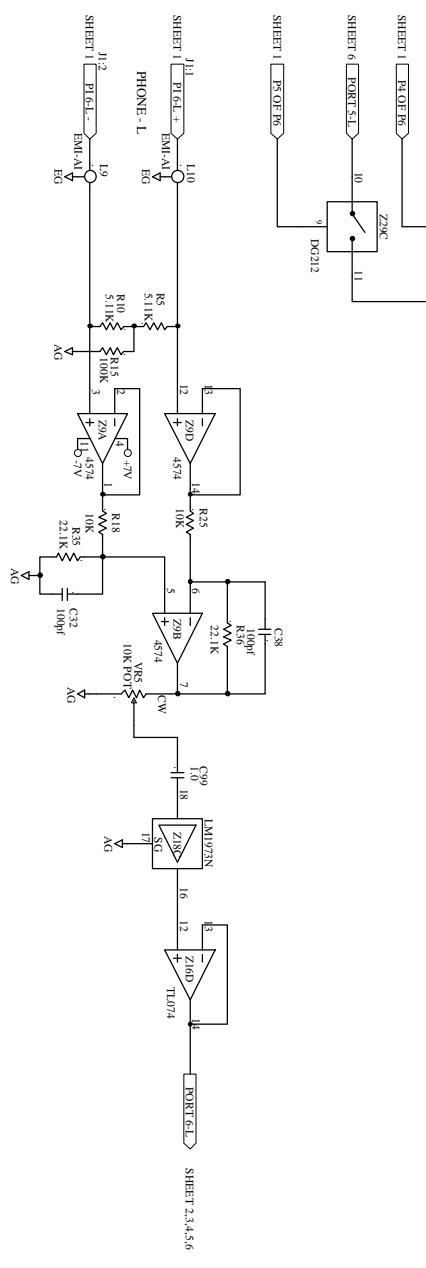 SHEET 1
P4 OF P6
SHEET 6
PORT 5-L
10
Z29C
11
SHEET 1
P5 OF P6
9
DG212
J1:1
SHEET 1
PI 6-L +
L10
EMI-AI
EG
PHONE - L
J1:2
SHEET 1
PI 6-L -
L9
EMI-AI
EG
R5
5.11K
R10
5.11K
R15
100K
AG
13
12
Z9D
14
4574
2
3
Z9A
4
+7V
11
-7V
1
4574
R25
10K
R18
10K
R35
22.1K
C32
100pf
AG
C38
100pf
R36
22.1K
6
5
Z9B
7
4574
CW
VR5
10K POT
AG
C99
1.0
18
LM1973N
Z18C
SG
17
AG
16
13
12
Z16D
14
TL074
PORT 6-L
SHEET 2,3,4,5,6